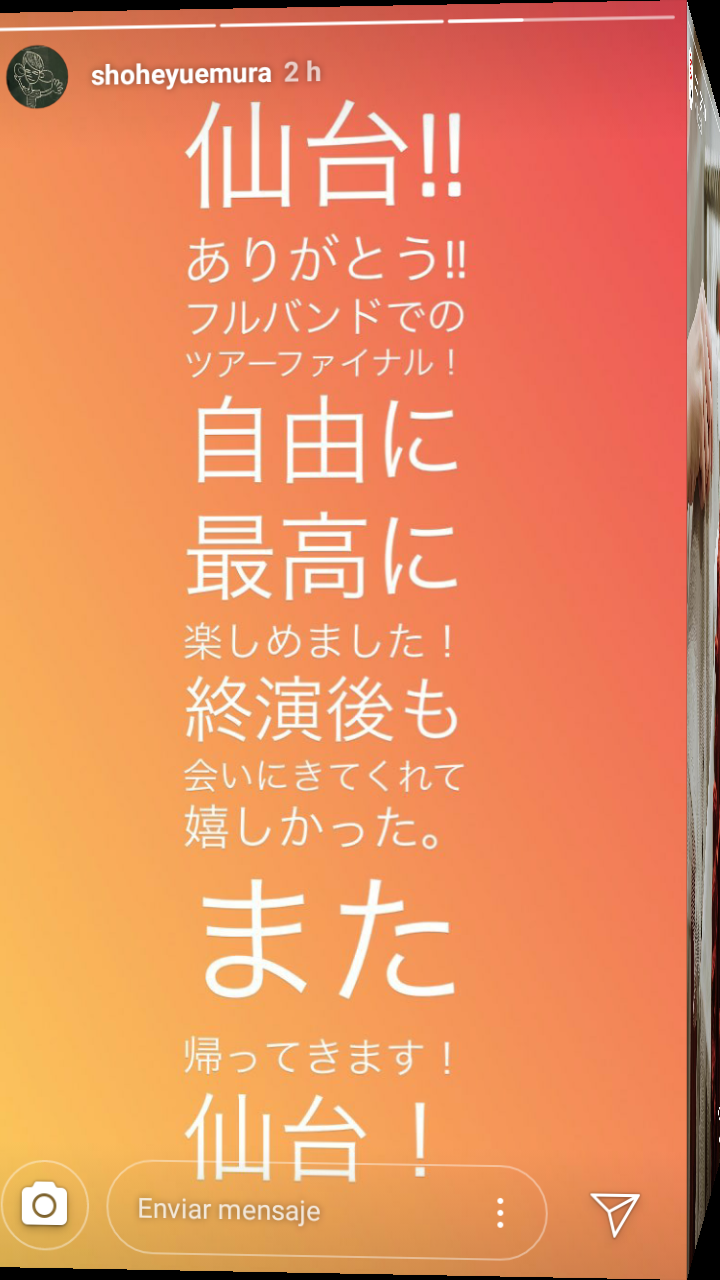 shoheyuemura 2 h
仙台!!
ありがとう!!
フルバンドでの
ツアーファイナル！
自由に
最高に
楽しめました！
終演後も
会いにきてくれて
嬉しかった。
また
帰ってきます！
仙台！
Enviar mensaje